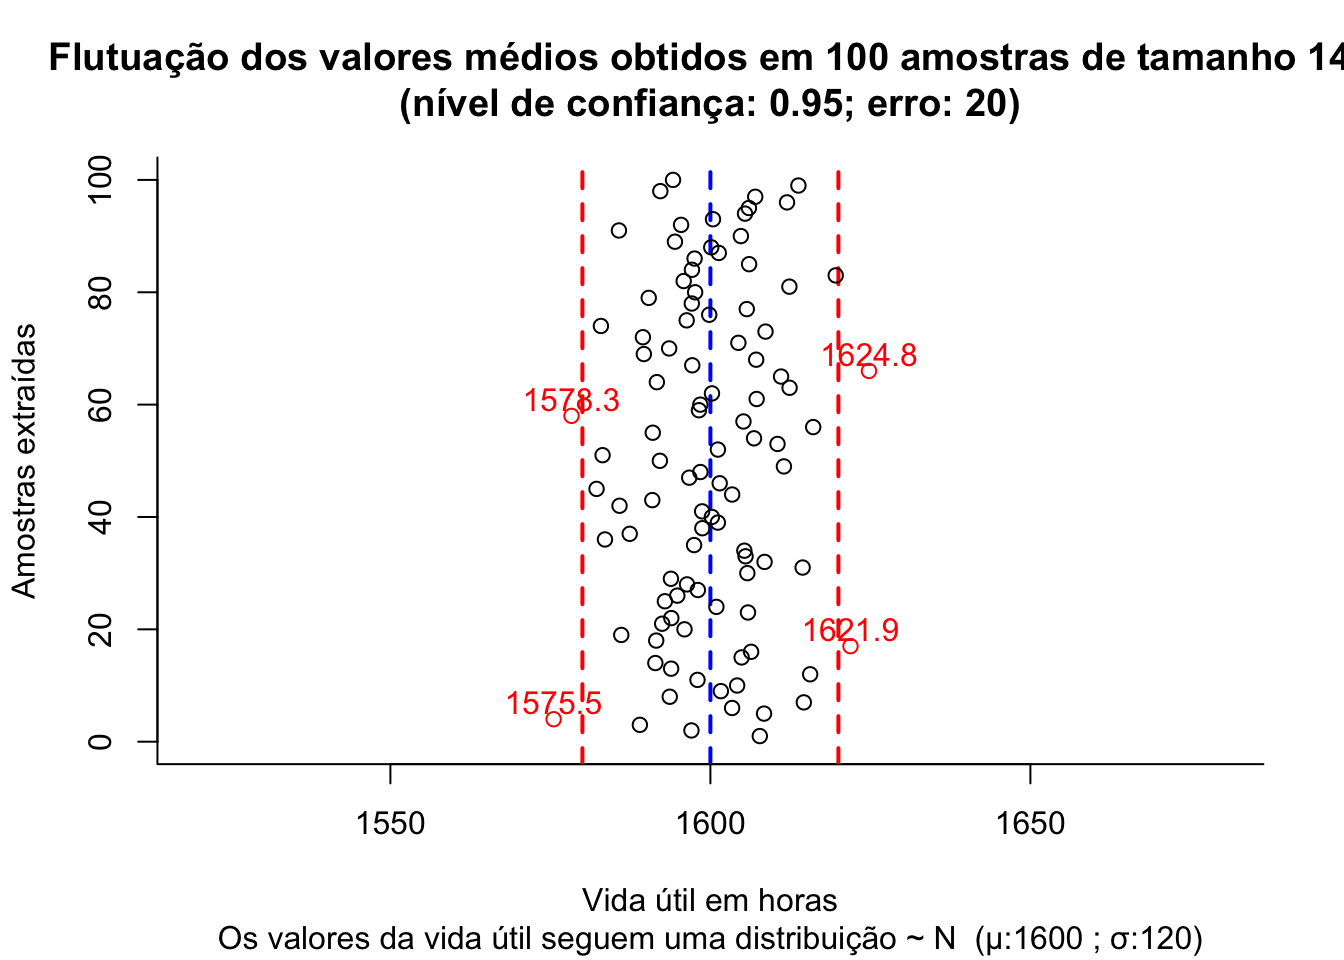 Flutuação dos valores médios obtidos em 100 amostras de tamanho 14
(nível de confiança: 0.95; erro: 20)
Amostras extraídas
100
80
60
40
20
0
1624.8
1578.3
1621.9
1575.5
1550
1600
1650
Vida útil em horas
Os valores da vida útil seguem uma distribuição ~ N (μ:1600 ; σ:120)